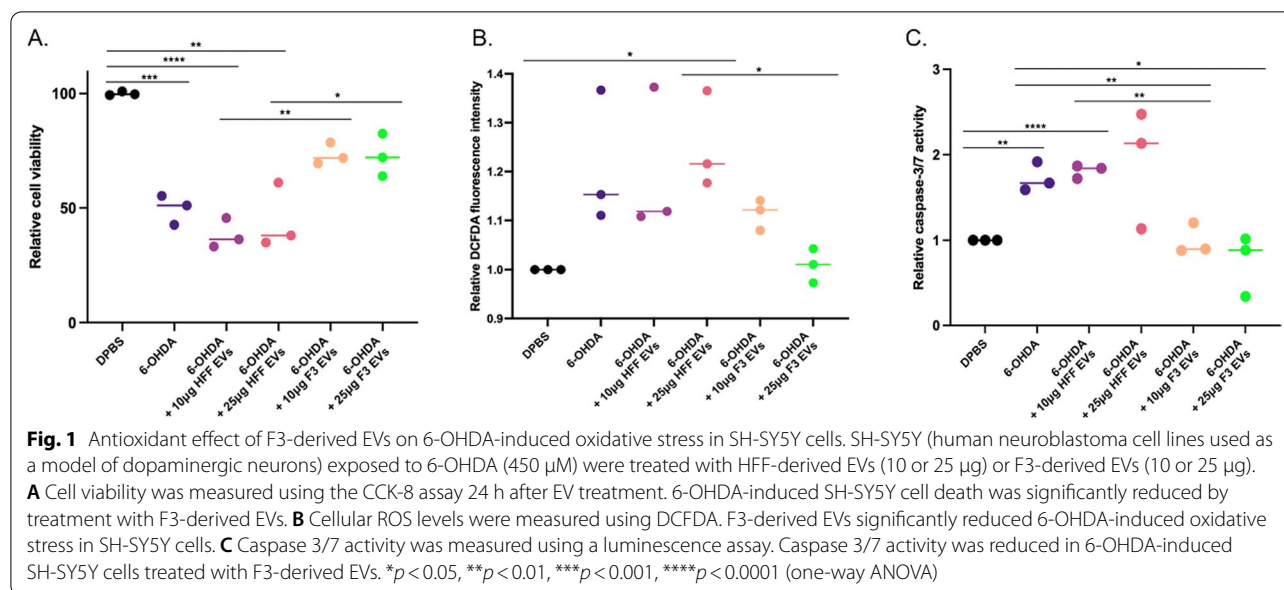 A.
**
****
***
*
**
Relative cell viability
100
50
0
DPBS
6-OHDA
6-OHDA
+ 10µg HFF EVs
6-OHDA
+ 25µg HFF EVs
6-OHDA
+ 10µg F3 EVs
6-OHDA
+ 25µg F3 EVs
B.
*
*
Relative DCFDA fluorescence intensity
1.4
1.3
1.2
1.1
1.0
0.9
DPBS
6-OHDA
6-OHDA
+ 10µg HFF EVs
6-OHDA
+ 25µg HFF EVs
6-OHDA
+ 10µg F3 EVs
6-OHDA
+ 25µg F3 EVs
C.
*
**
**
****
**
Relative caspase-3/7 activity
3
2
1
0
DPBS
6-OHDA
6-OHDA
+ 10µg HFF EVs
6-OHDA
+ 25µg HFF EVs
6-OHDA
+ 10µg F3 EVs
6-OHDA
+ 25µg F3 EVs
Fig. 1 Antioxidant effect of F3-derived EVs on 6-OHDA-induced oxidative stress in SH-SY5Y cells. SH-SY5Y (human neuroblastoma cell lines used as
a model of dopaminergic neurons) exposed to 6-OHDA (450 µM) were treated with HFF-derived EVs (10 or 25 µg) or F3-derived EVs (10 or 25 µg).
A Cell viability was measured using the CCK-8 assay 24 h after EV treatment. 6-OHDA-induced SH-SY5Y cell death was significantly reduced by
treatment with F3-derived EVs. B Cellular ROS levels were measured using DCFDA. F3-derived EVs significantly reduced 6-OHDA-induced oxidative
stress in SH-SY5Y cells. C Caspase 3/7 activity was measured using a luminescence assay. Caspase 3/7 activity was reduced in 6-OHDA-induced
SH-SY5Y cells treated with F3-derived EVs. *p < 0.05, **p < 0.01, ***p < 0.001, ****p < 0.0001 (one-way ANOVA)